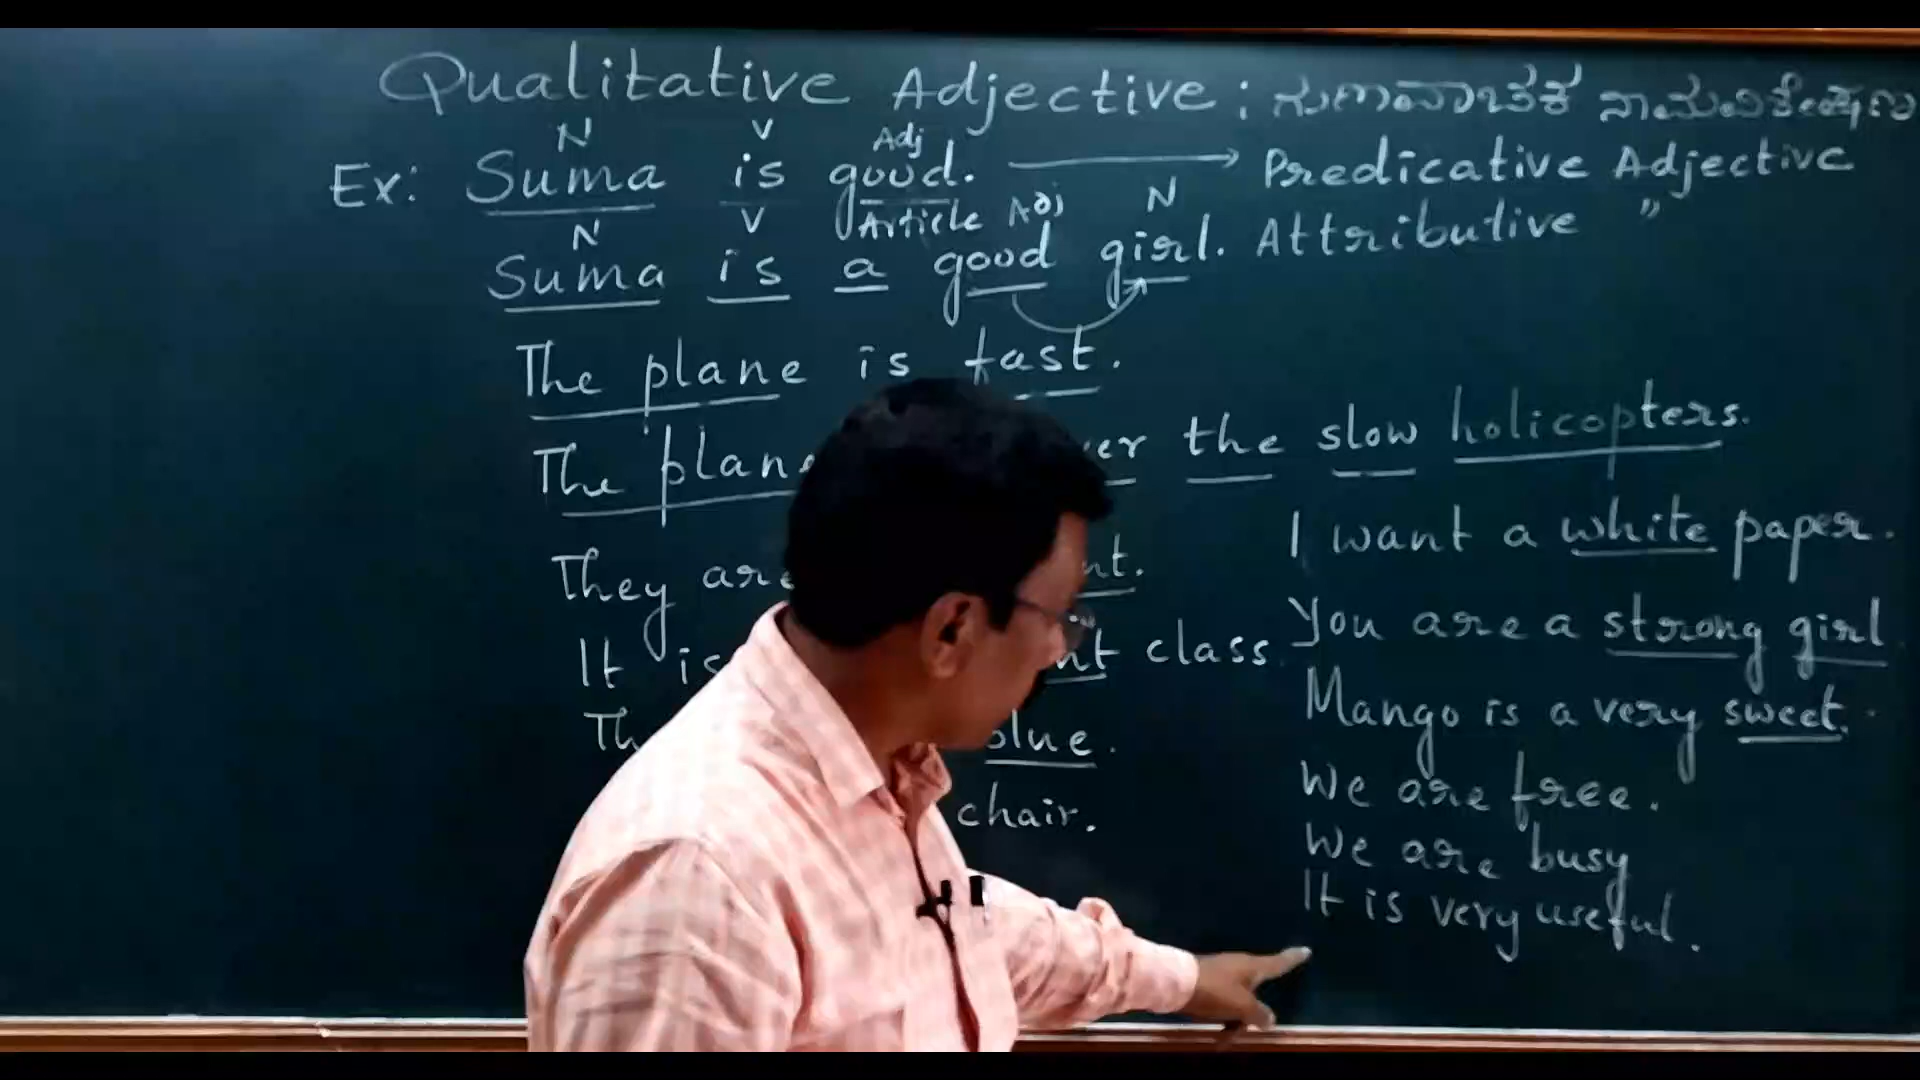 Qualitative Adjective : ಗುಣವಾಚಕ ನಾಮವಿಶೇಷಣ
N V Adj
Ex: Suma is good. → Predicative Adjective
N V Article Adj N
Suma is a good girl. Attributive "
The plane is fast.
The plane the slow holicopters.
They are
It is class.
blue.
chair.
I want a white paper.
You are a strong girl
Mango is a very sweet.
We are free.
We are busy
It is very useful.